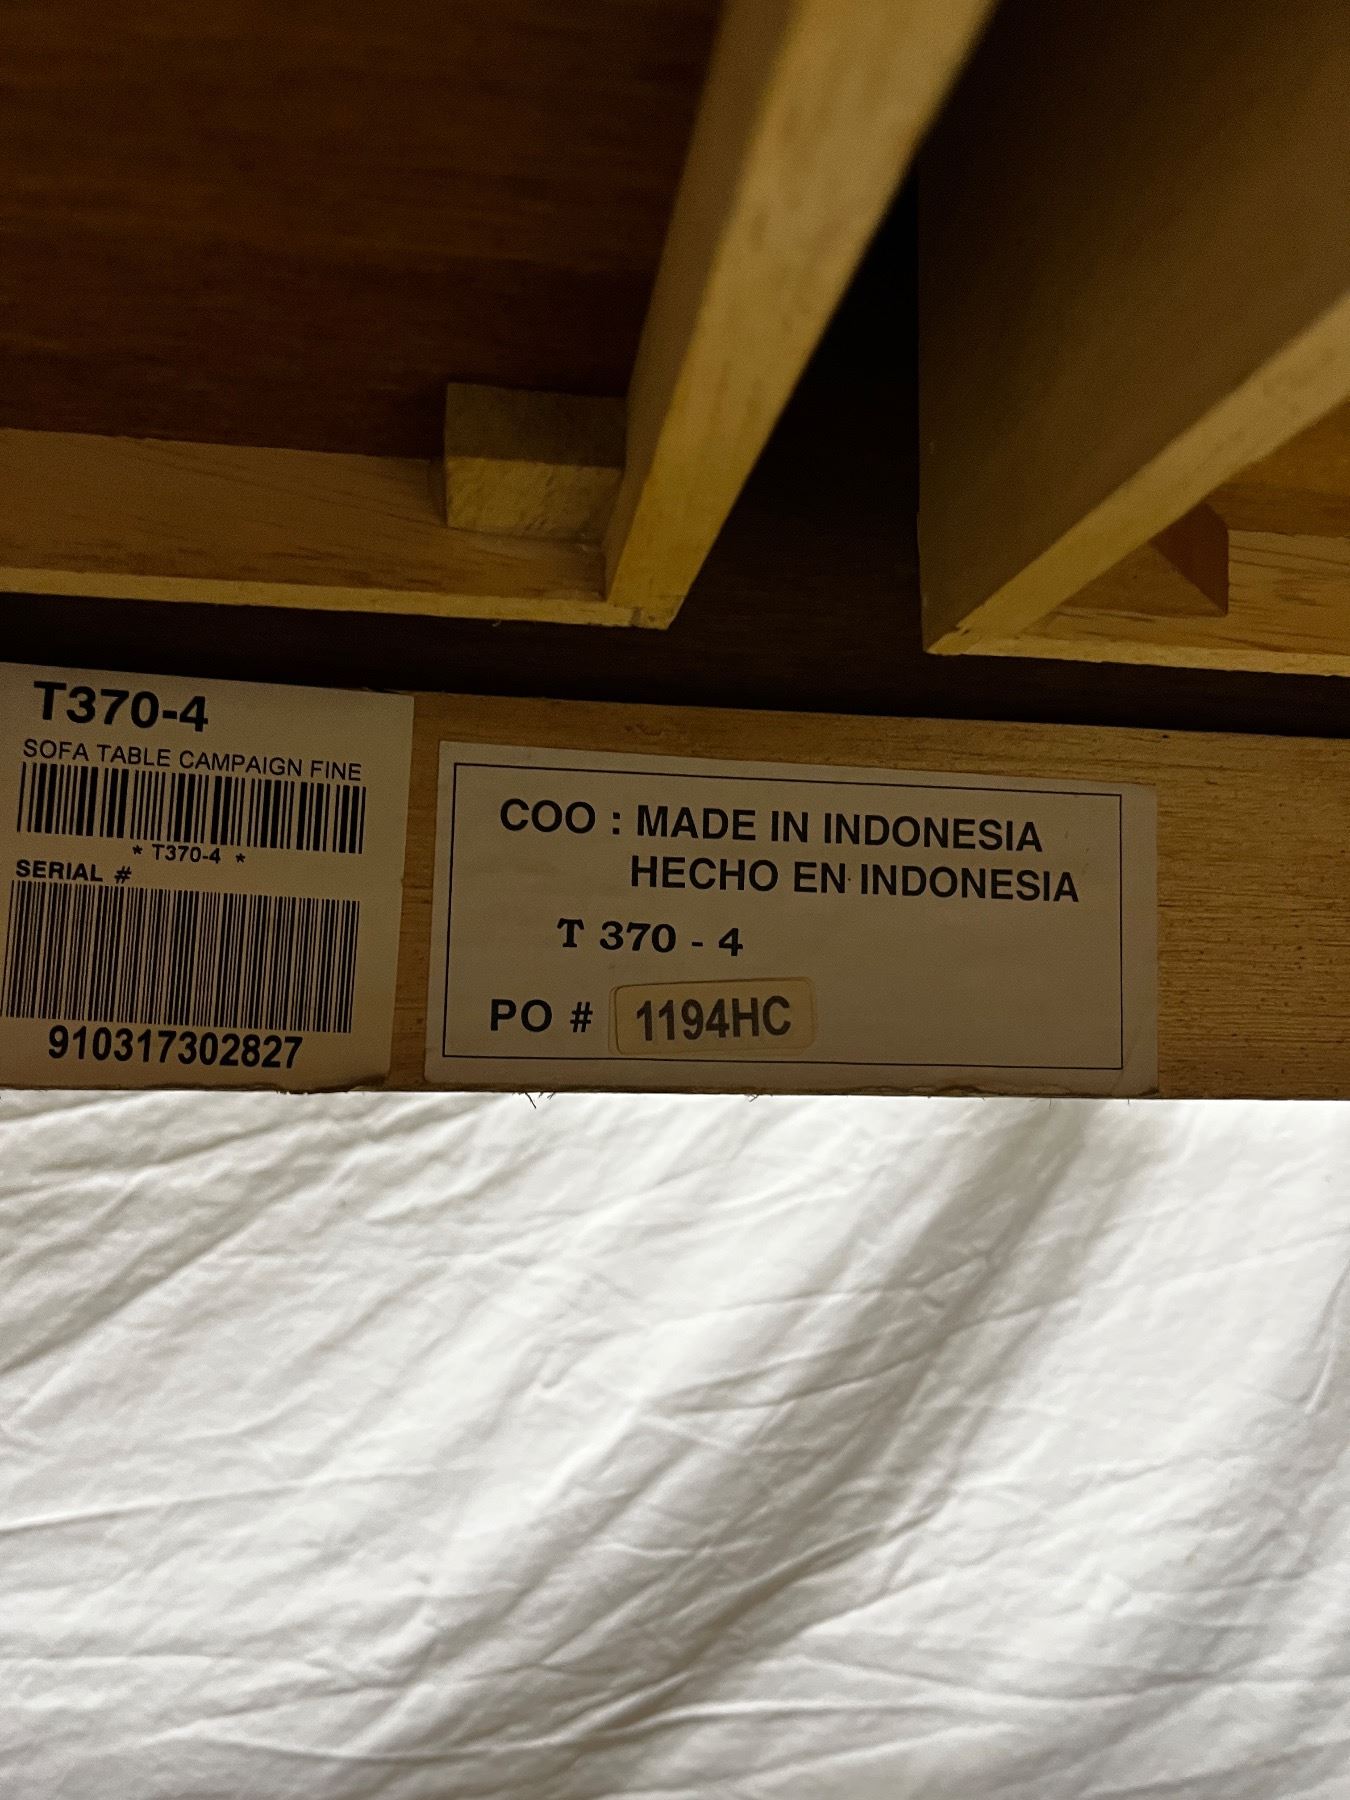 T370-4
SOFA TABLE CAMPAIGN FINE
* T370-4 *
SERIAL #
910317302827
COO : MADE IN INDONESIA
HECHO EN INDONESIA
T 370 - 4
PO # 1194HC